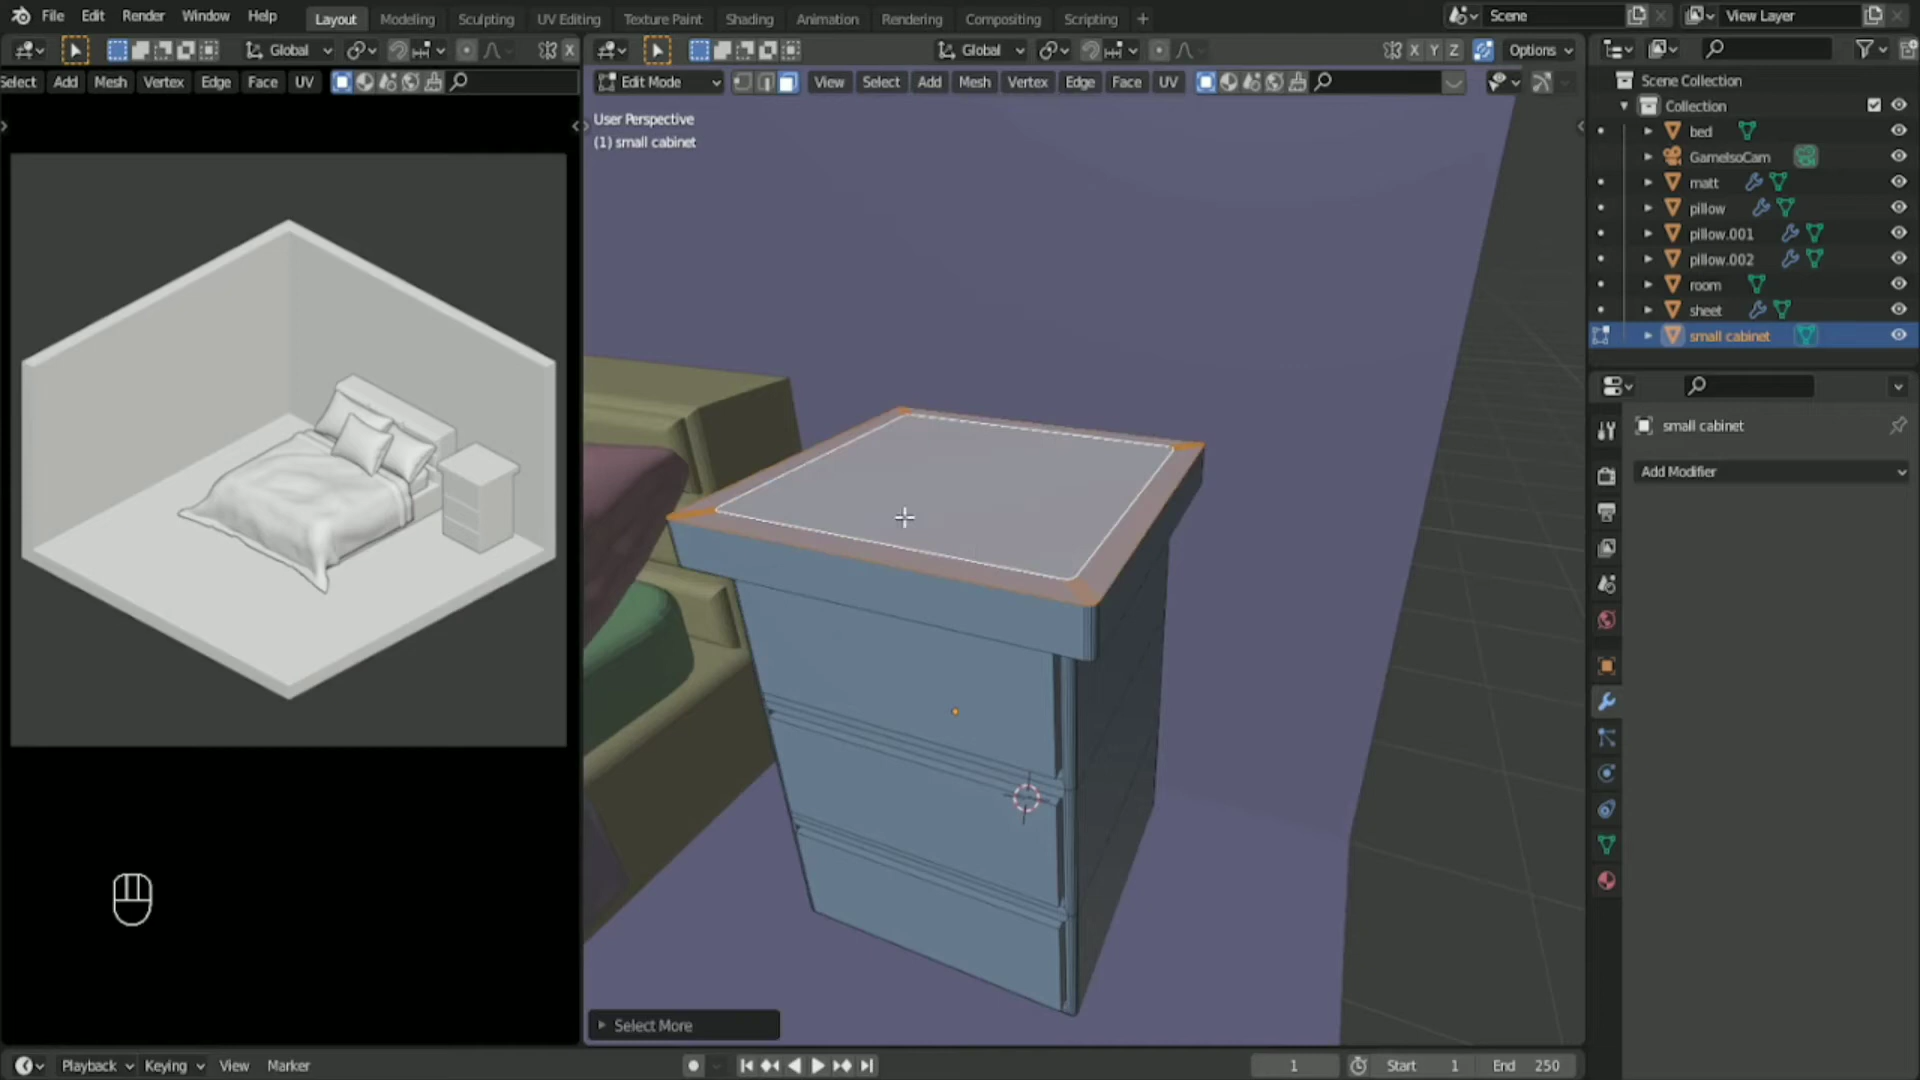 File Edit Render Window Help Layout Modeling Sculpting UV Editing Texture Paint Shading Animation Rendering Compositing Scripting + Scene View Layer
Global X Global X Y Z Options
Select Add Mesh Vertex Edge Face UV Edit Mode View Select Add Mesh Vertex Edge Face UV
User Perspective
(1) small cabinet
Scene Collection
Collection
bed
GameIsoCam
matt
pillow
pillow.001
pillow.002
room
sheet
small cabinet
small cabinet
Add Modifier
Select More
Playback Keying View Marker 1 Start 1 End 250